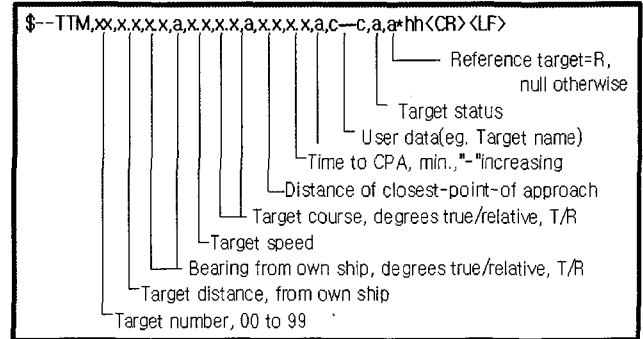 $--TTM,xx,x.x,x.x,a,x.x,x.x,a,x.x,x.x,a,c—c,a,a*hh<CR><LF>
Reference target=R,
null otherwise
Target status
User data(eg. Target name)
Time to CPA, min.,"-"increasing
Distance of closest-point-of approach
Target course, degrees true/relative, T/R
Target speed
Bearing from own ship, degrees true/relative, T/R
Target distance, from own ship
Target number, 00 to 99